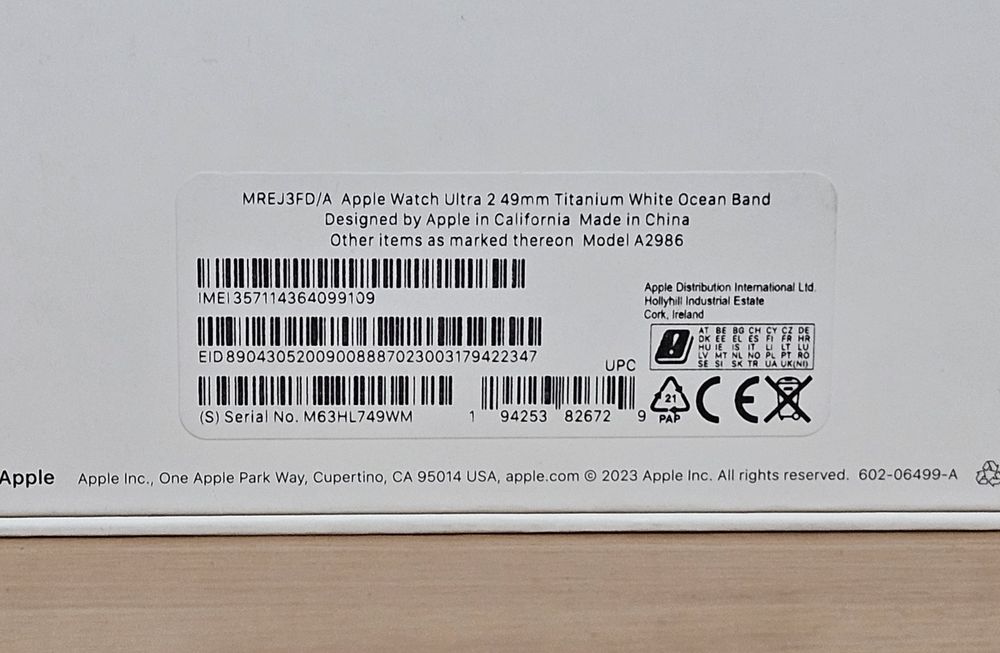 MREJ3FD/A Apple Watch Ultra 2 49mm Titanium White Ocean Band
Designed by Apple in California Made in China
Other items as marked thereon Model A2986
IMEI 357114364099109
EID 89043052009008887023003179422347
(S) Serial No. M63HL749WM
UPC
1 94253 82672 9
Apple Distribution International Ltd.
Hollyhill Industrial Estate
Cork, Ireland
AT BE BG CH CY CZ DE
DK EE EL ES FI FR HR
HU IE IS IT LI LT LU
LV MT NL NO PL PT RO
SE SI SK TR UA UK(NI)
21
PAP
CE
Apple Apple Inc., One Apple Park Way, Cupertino, CA 95014 USA, apple.com © 2023 Apple Inc. All rights reserved. 602-06499-A